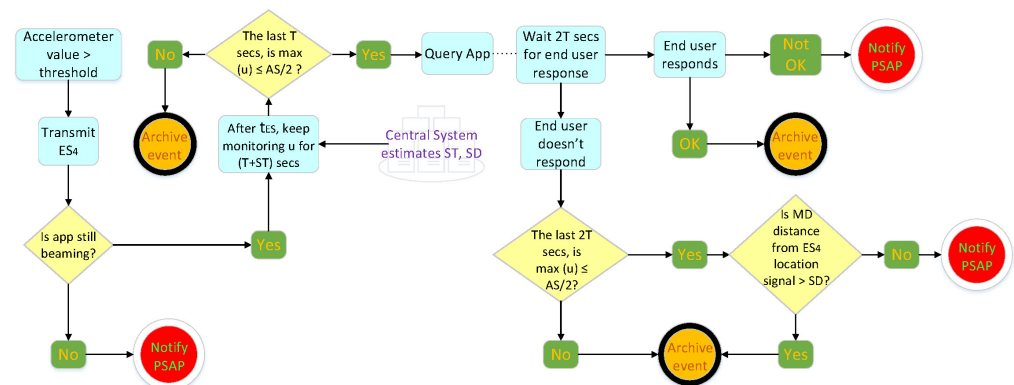 Accelerometer
value >
threshold
Transmit
ES4
Is app still
beaming?
No
Notify
PSAP
Yes
After tES, keep
monitoring u for
(T+ST) secs
Central System
estimates ST, SD
The last T
secs, is max
(u) ≤ AS/2 ?
No
Archive
event
Yes
Query App
Wait 2T secs
for end user
response
End user
responds
Not
OK
Notify
PSAP
OK
Archive
event
End user
doesn't
respond
The last 2T
secs, is
max (u) ≤
AS/2?
Yes
No
Is MD
distance
from ES4
location
signal > SD?
No
Notify
PSAP
Yes
Archive
event